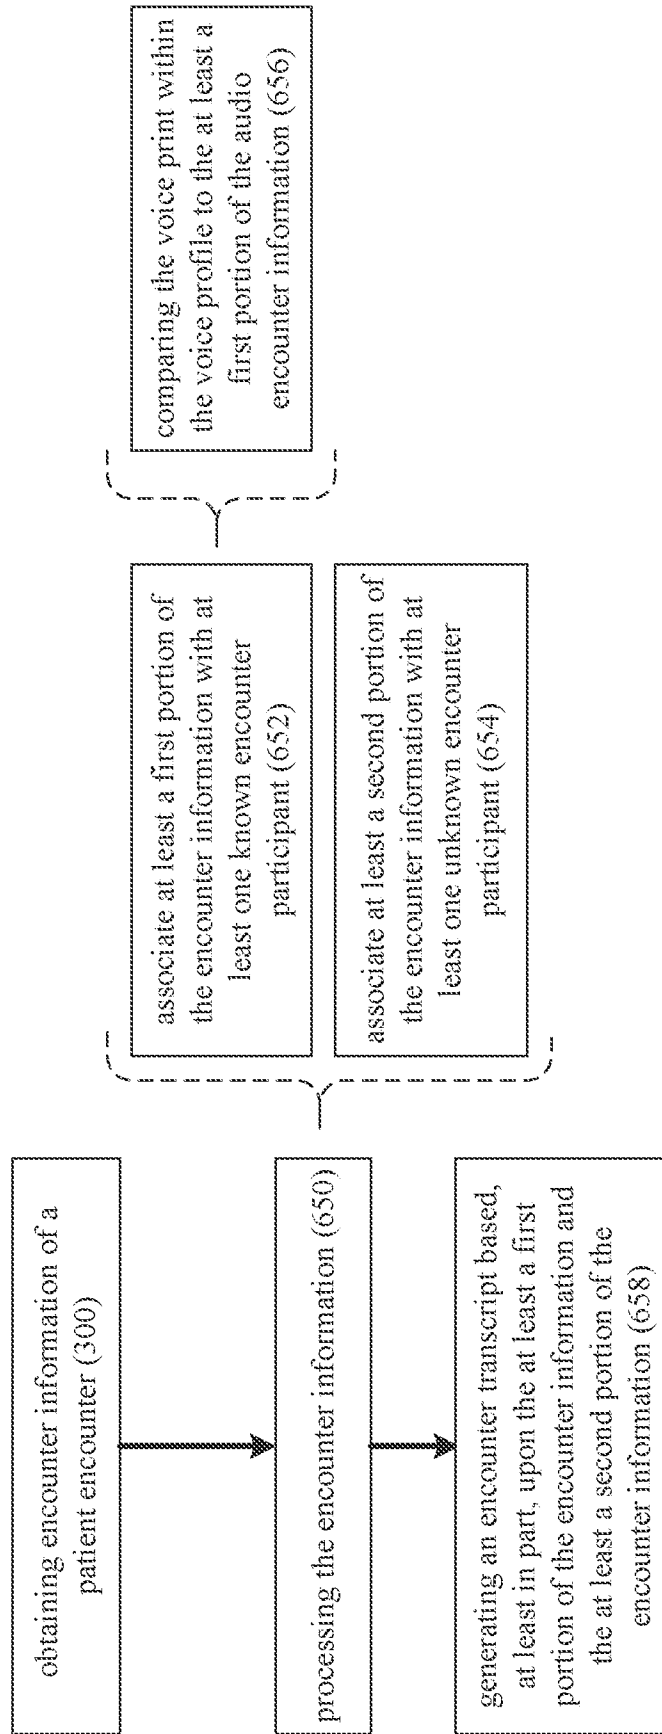 obtaining encounter information of a
patient encounter (300)
processing the encounter information (650)
generating an encounter transcript based,
at least in part, upon the at least a first
portion of the encounter information and
the at least a second portion of the
encounter information (658)
associate at least a first portion of
the encounter information with at
least one known encounter
participant (652)
associate at least a second portion of
the encounter information with at
least one unknown encounter
participant (654)
comparing the voice print within
the voice profile to the at least a
first portion of the audio
encounter information (656)